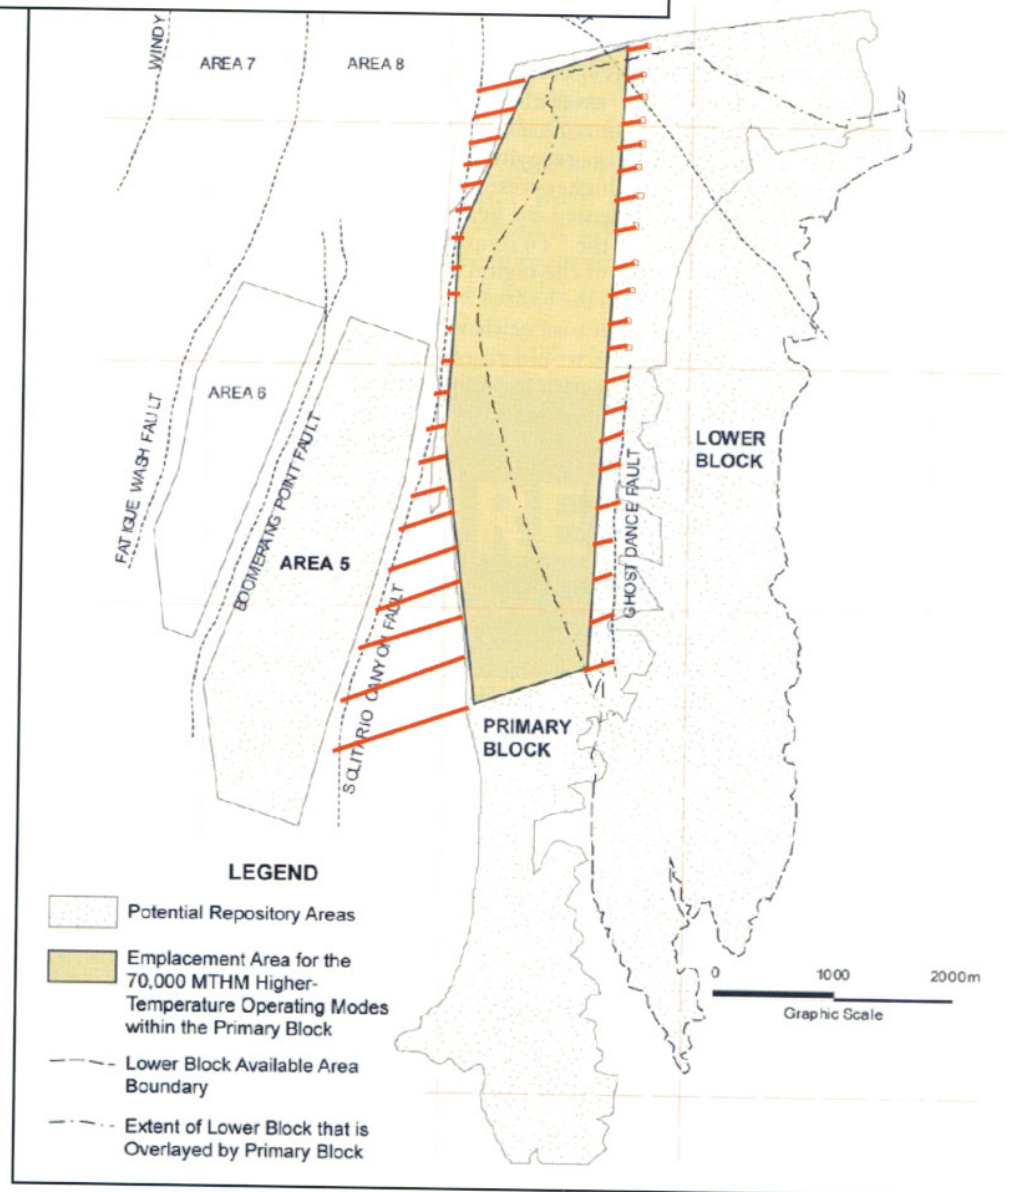 WINDY
AREA 7
AREA 8
AREA 6
FATIGUE WASH FAULT
BOOMERANG POINT FAULT
AREA 5
SOLITARIO CANYON FAULT
GHOST DANCE FAULT
LOWER
BLOCK
PRIMARY
BLOCK
LEGEND
Potential Repository Areas
Emplacement Area for the
70,000 MTHM Higher-
Temperature Operating Modes
within the Primary Block
Lower Block Available Area
Boundary
Extent of Lower Block that is
Overlayed by Primary Block
0 1000 2000m
Graphic Scale